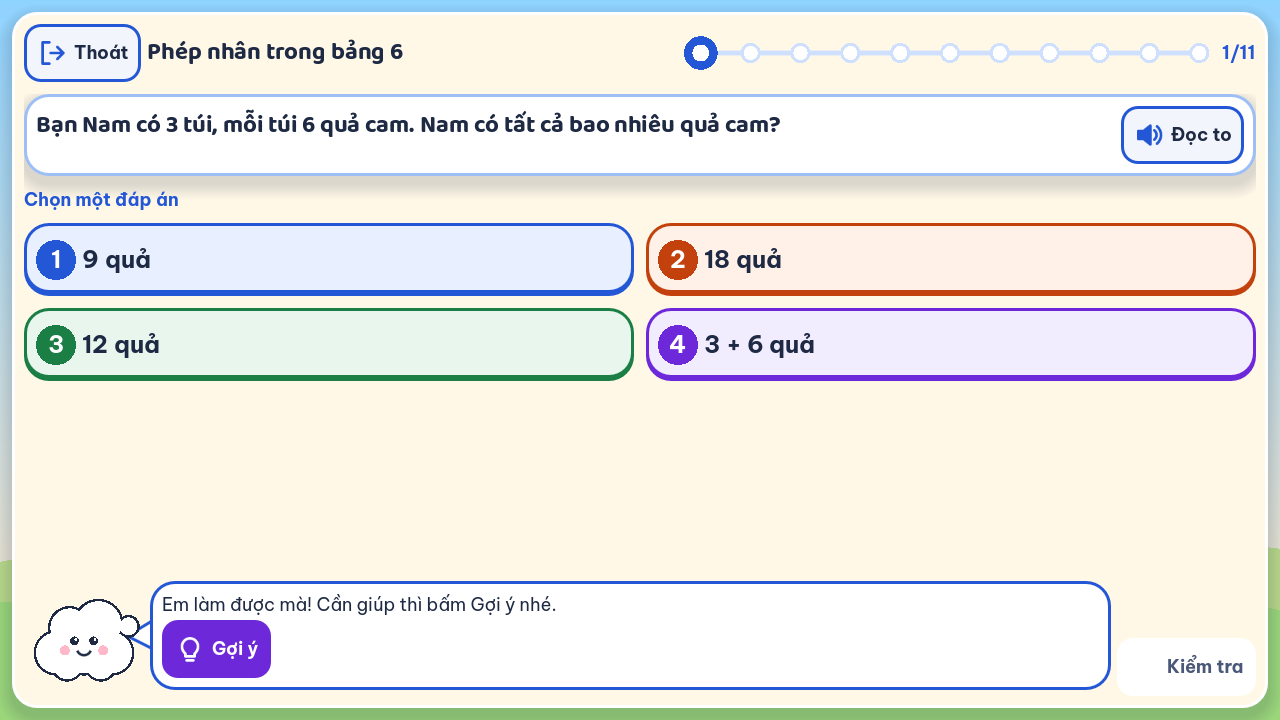 Thoát
Phép nhân trong bảng 6
1/11
Bạn Nam có 3 túi, mỗi túi 6 quả cam. Nam có tất cả bao nhiêu quả cam?
Đọc to
Chọn một đáp án
1 9 quả
2 18 quả
3 12 quả
4 3 + 6 quả
Em làm được mà! Cần giúp thì bấm Gợi ý nhé.
Gợi ý
Kiểm tra